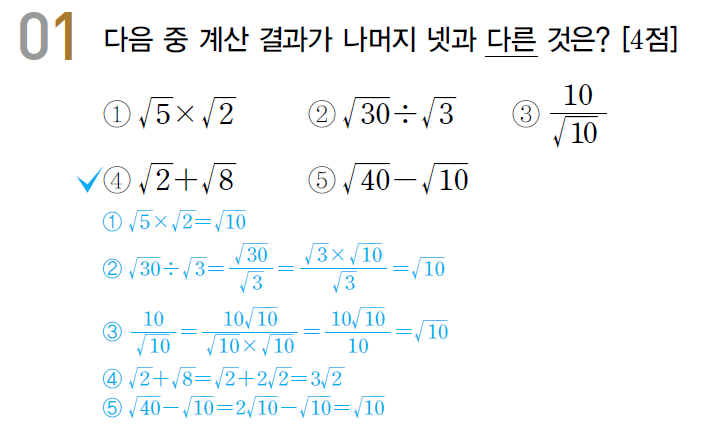 01 다음 중 계산 결과가 나머지 넷과 다른 것은? [4점]
① √5×√2 ② √30÷√3 ③ 10/√10
④ √2+√8 ⑤ √40−√10
① √5×√2=√10
② √30÷√3=√30/√3=(√3×√10)/√3=√10
③ 10/√10=10√10/(√10×√10)=10√10/10=√10
④ √2+√8=√2+2√2=3√2
⑤ √40−√10=2√10−√10=√10